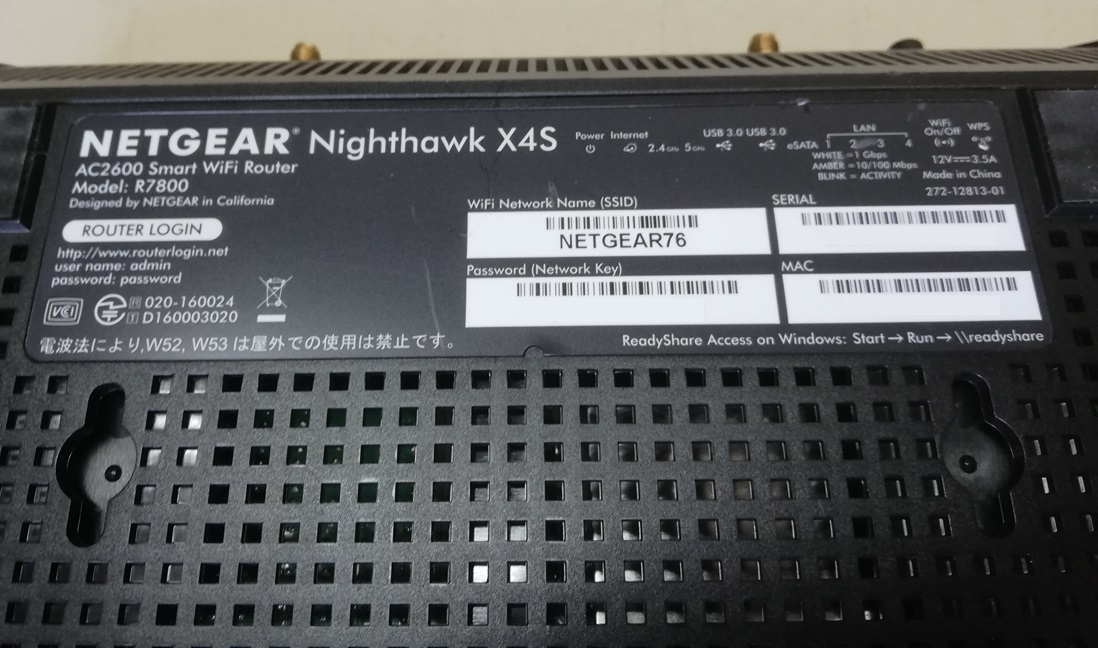 NETGEAR® Nighthawk X4S
AC2600 Smart WiFi Router
Model: R7800
Designed by NETGEAR in California
ROUTER LOGIN
http://www.routerlogin.net
user name: admin
password: password
VCI
R 020-160024
T D160003020
電波法により,W52, W53 は屋外での使用は禁止です。
Power Internet
2.4GHz 5GHz
USB 3.0 USB 3.0
eSATA
LAN
1 2 3 4
WHITE = 1 Gbps
AMBER = 10/100 Mbps
BLINK = ACTIVITY
WiFi
On/Off
WPS
12V 3.5A
Made in China
272-12813-01
WiFi Network Name (SSID)
NETGEAR76
SERIAL
Password (Network Key)
MAC
ReadyShare Access on Windows: Start → Run → \\readyshare